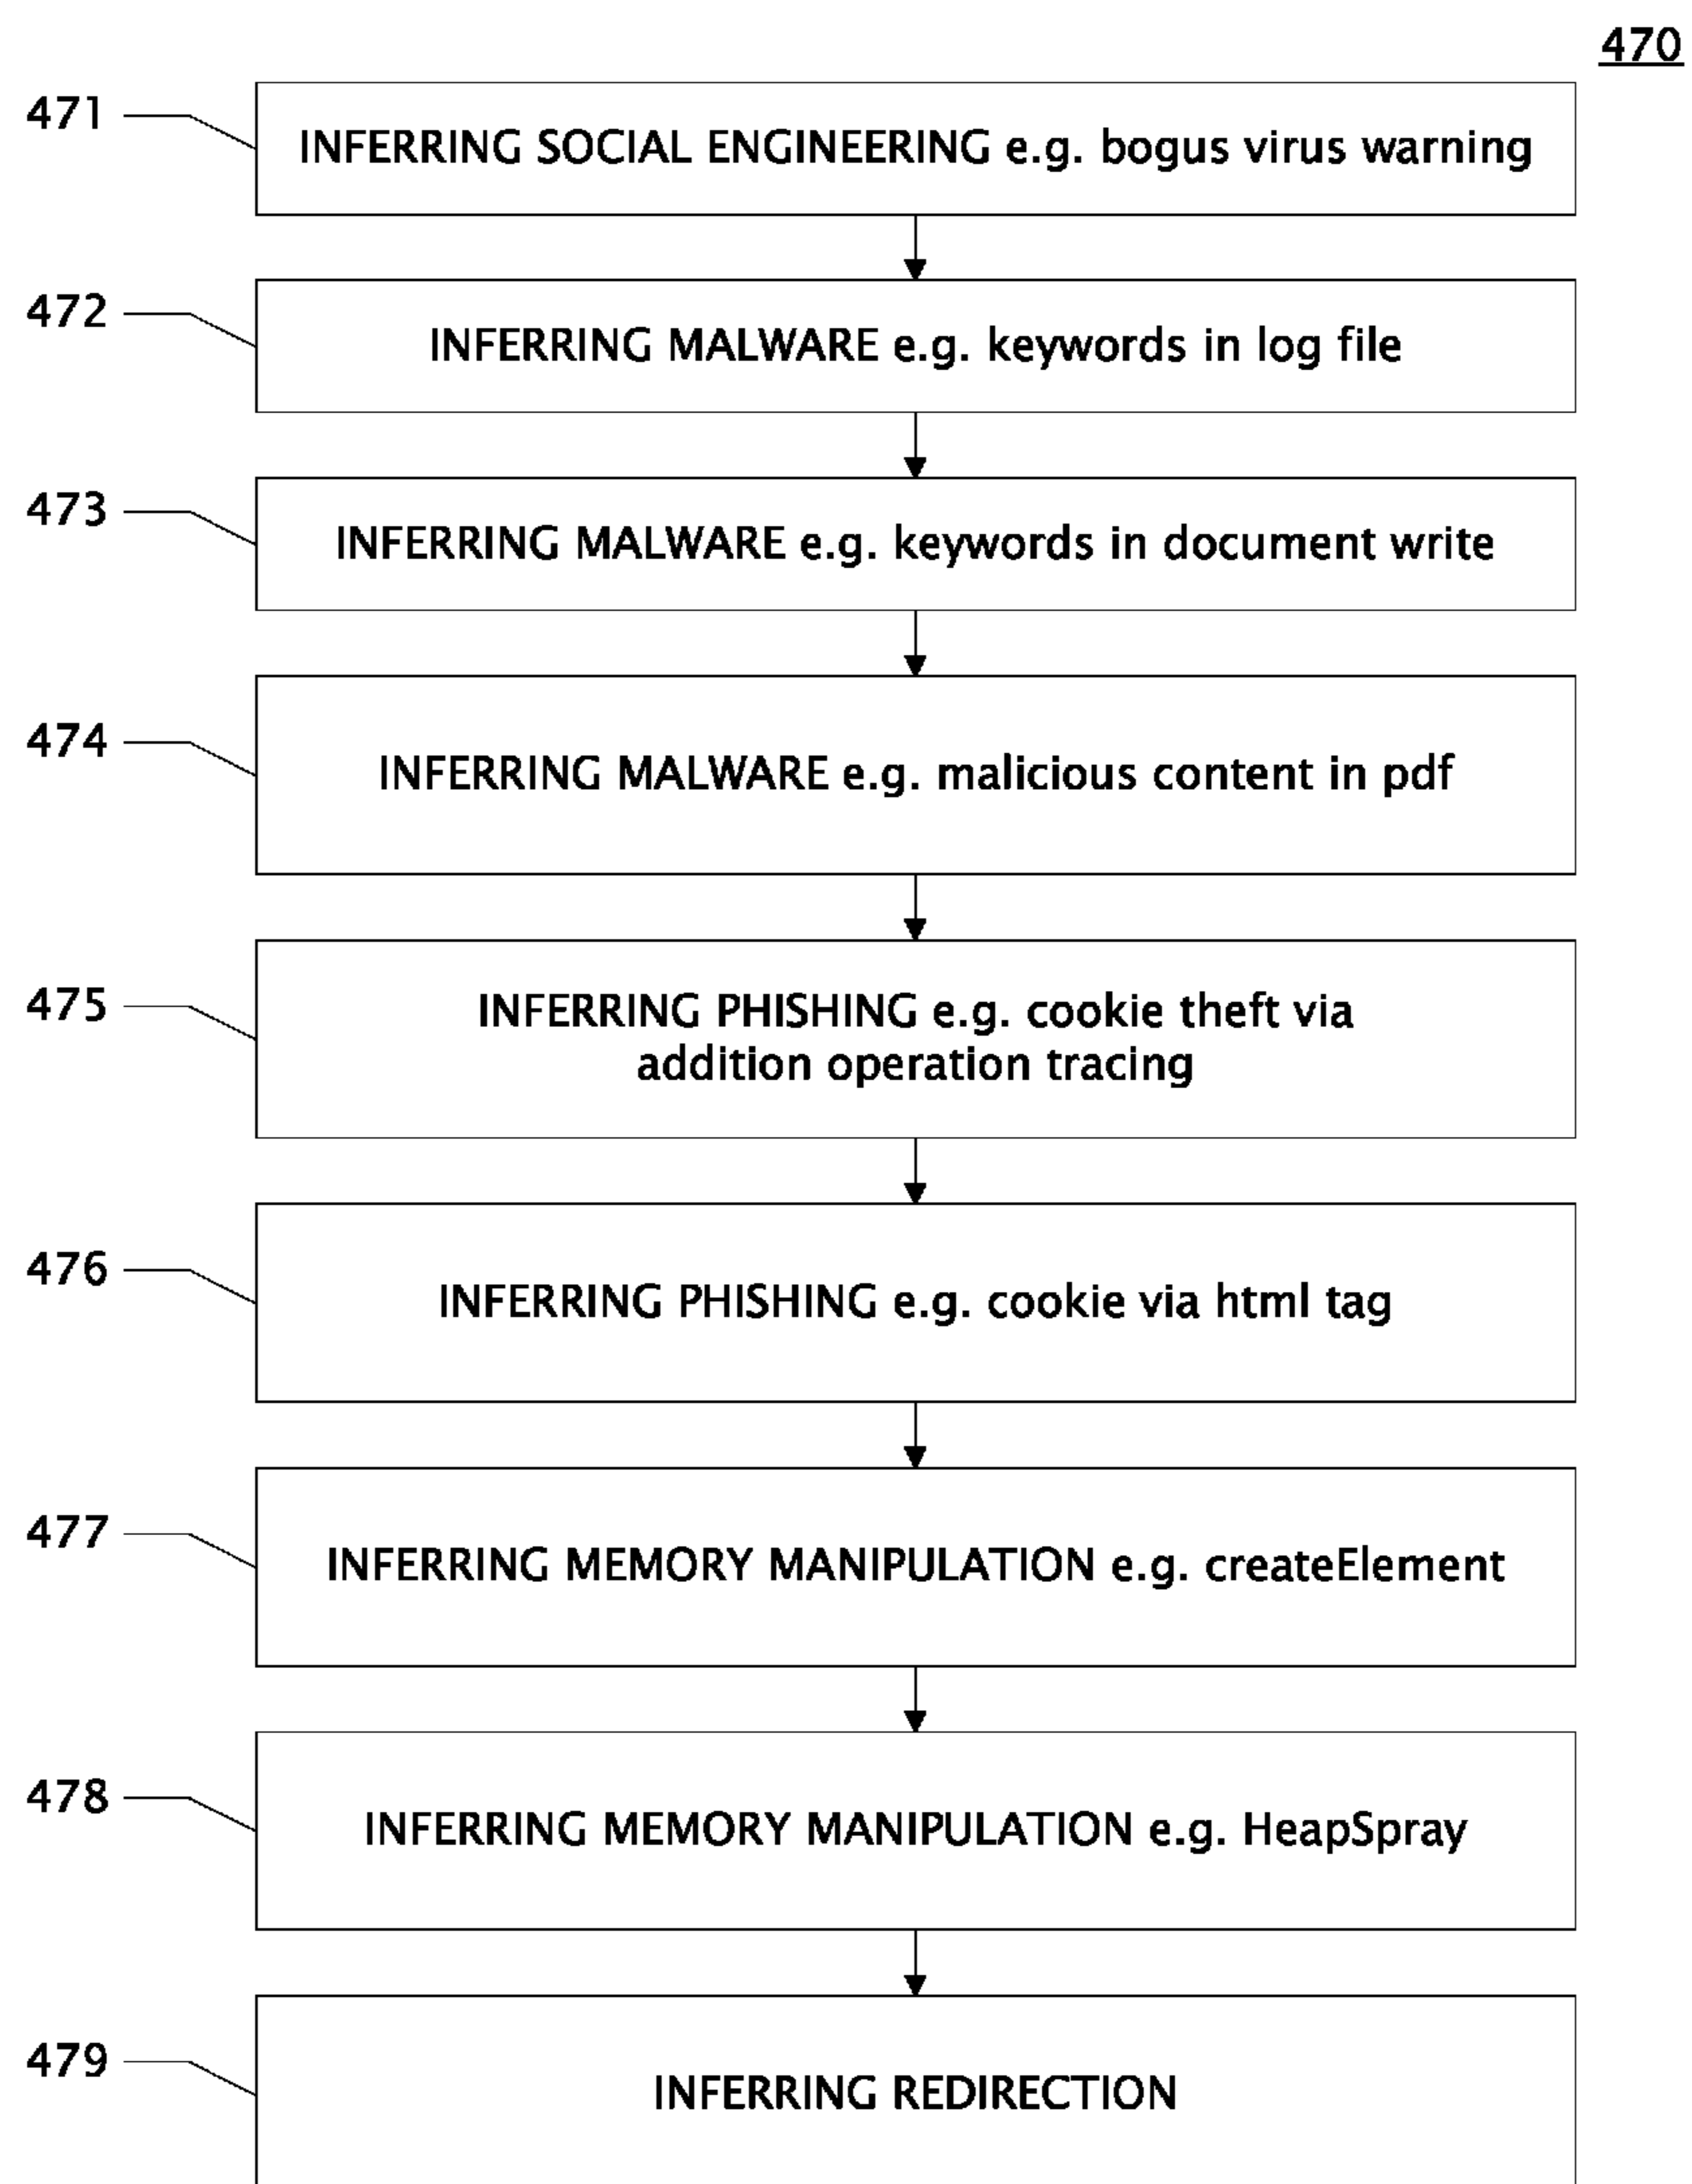 470
471
INFERRING SOCIAL ENGINEERING e.g. bogus virus warning
472
INFERRING MALWARE e.g. keywords in log file
473
INFERRING MALWARE e.g. keywords in document write
474
INFERRING MALWARE e.g. malicious content in pdf
475
INFERRING PHISHING e.g. cookie theft via
addition operation tracing
476
INFERRING PHISHING e.g. cookie via html tag
477
INFERRING MEMORY MANIPULATION e.g. createElement
478
INFERRING MEMORY MANIPULATION e.g. HeapSpray
479
INFERRING REDIRECTION